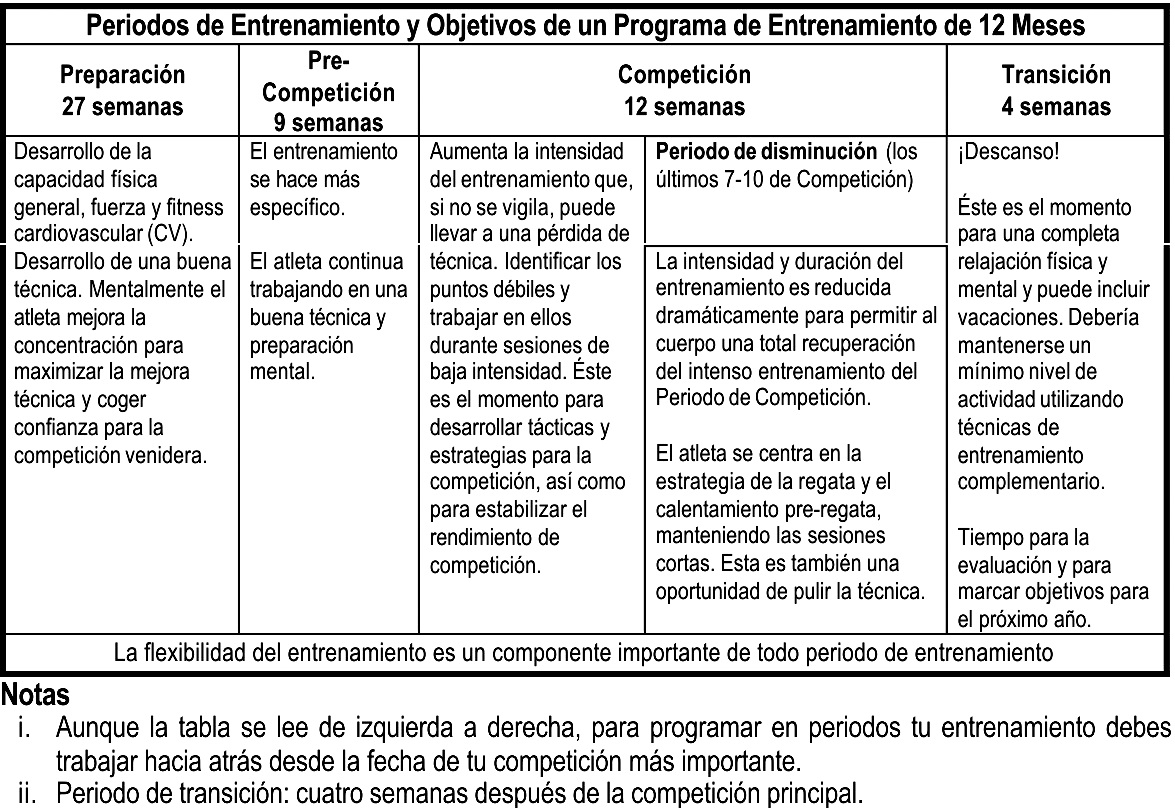 Periodos de Entrenamiento y Objetivos de un Programa de Entrenamiento de 12 Meses
Preparación
27 semanas
Pre-
Competición
9 semanas
Competición
12 semanas
Transición
4 semanas
Desarrollo de la
capacidad física
general, fuerza y fitness
cardiovascular (CV).
Desarrollo de una buena
técnica. Mentalmente el
atleta mejora la
concentración para
maximizar la mejora
técnica y coger
confianza para la
competición venidera.
El entrenamiento
se hace más
específico.
El atleta continua
trabajando en una
buena técnica y
preparación
mental.
Aumenta la intensidad
del entrenamiento que,
si no se vigila, puede
llevar a una pérdida de
técnica. Identificar los
puntos débiles y
trabajar en ellos
durante sesiones de
baja intensidad. Éste
es el momento para
desarrollar tácticas y
estrategias para la
competición, así como
para estabilizar el
rendimiento de
competición.
Periodo de disminución (los
últimos 7-10 de Competición)
La intensidad y duración del
entrenamiento es reducida
dramáticamente para permitir al
cuerpo una total recuperación
del intenso entrenamiento del
Periodo de Competición.
El atleta se centra en la
estrategia de la regata y el
calentamiento pre-regata,
manteniendo las sesiones
cortas. Esta es también una
oportunidad de pulir la técnica.
¡Descanso!
Éste es el momento
para una completa
relajación física y
mental y puede incluir
vacaciones. Debería
mantenerse un
mínimo nivel de
actividad utilizando
técnicas de
entrenamiento
complementario.
Tiempo para la
evaluación y para
marcar objetivos para
el próximo año.
La flexibilidad del entrenamiento es un componente importante de todo periodo de entrenamiento
Notas
i. Aunque la tabla se lee de izquierda a derecha, para programar en periodos tu entrenamiento debes
trabajar hacia atrás desde la fecha de tu competición más importante.
ii. Periodo de transición: cuatro semanas después de la competición principal.